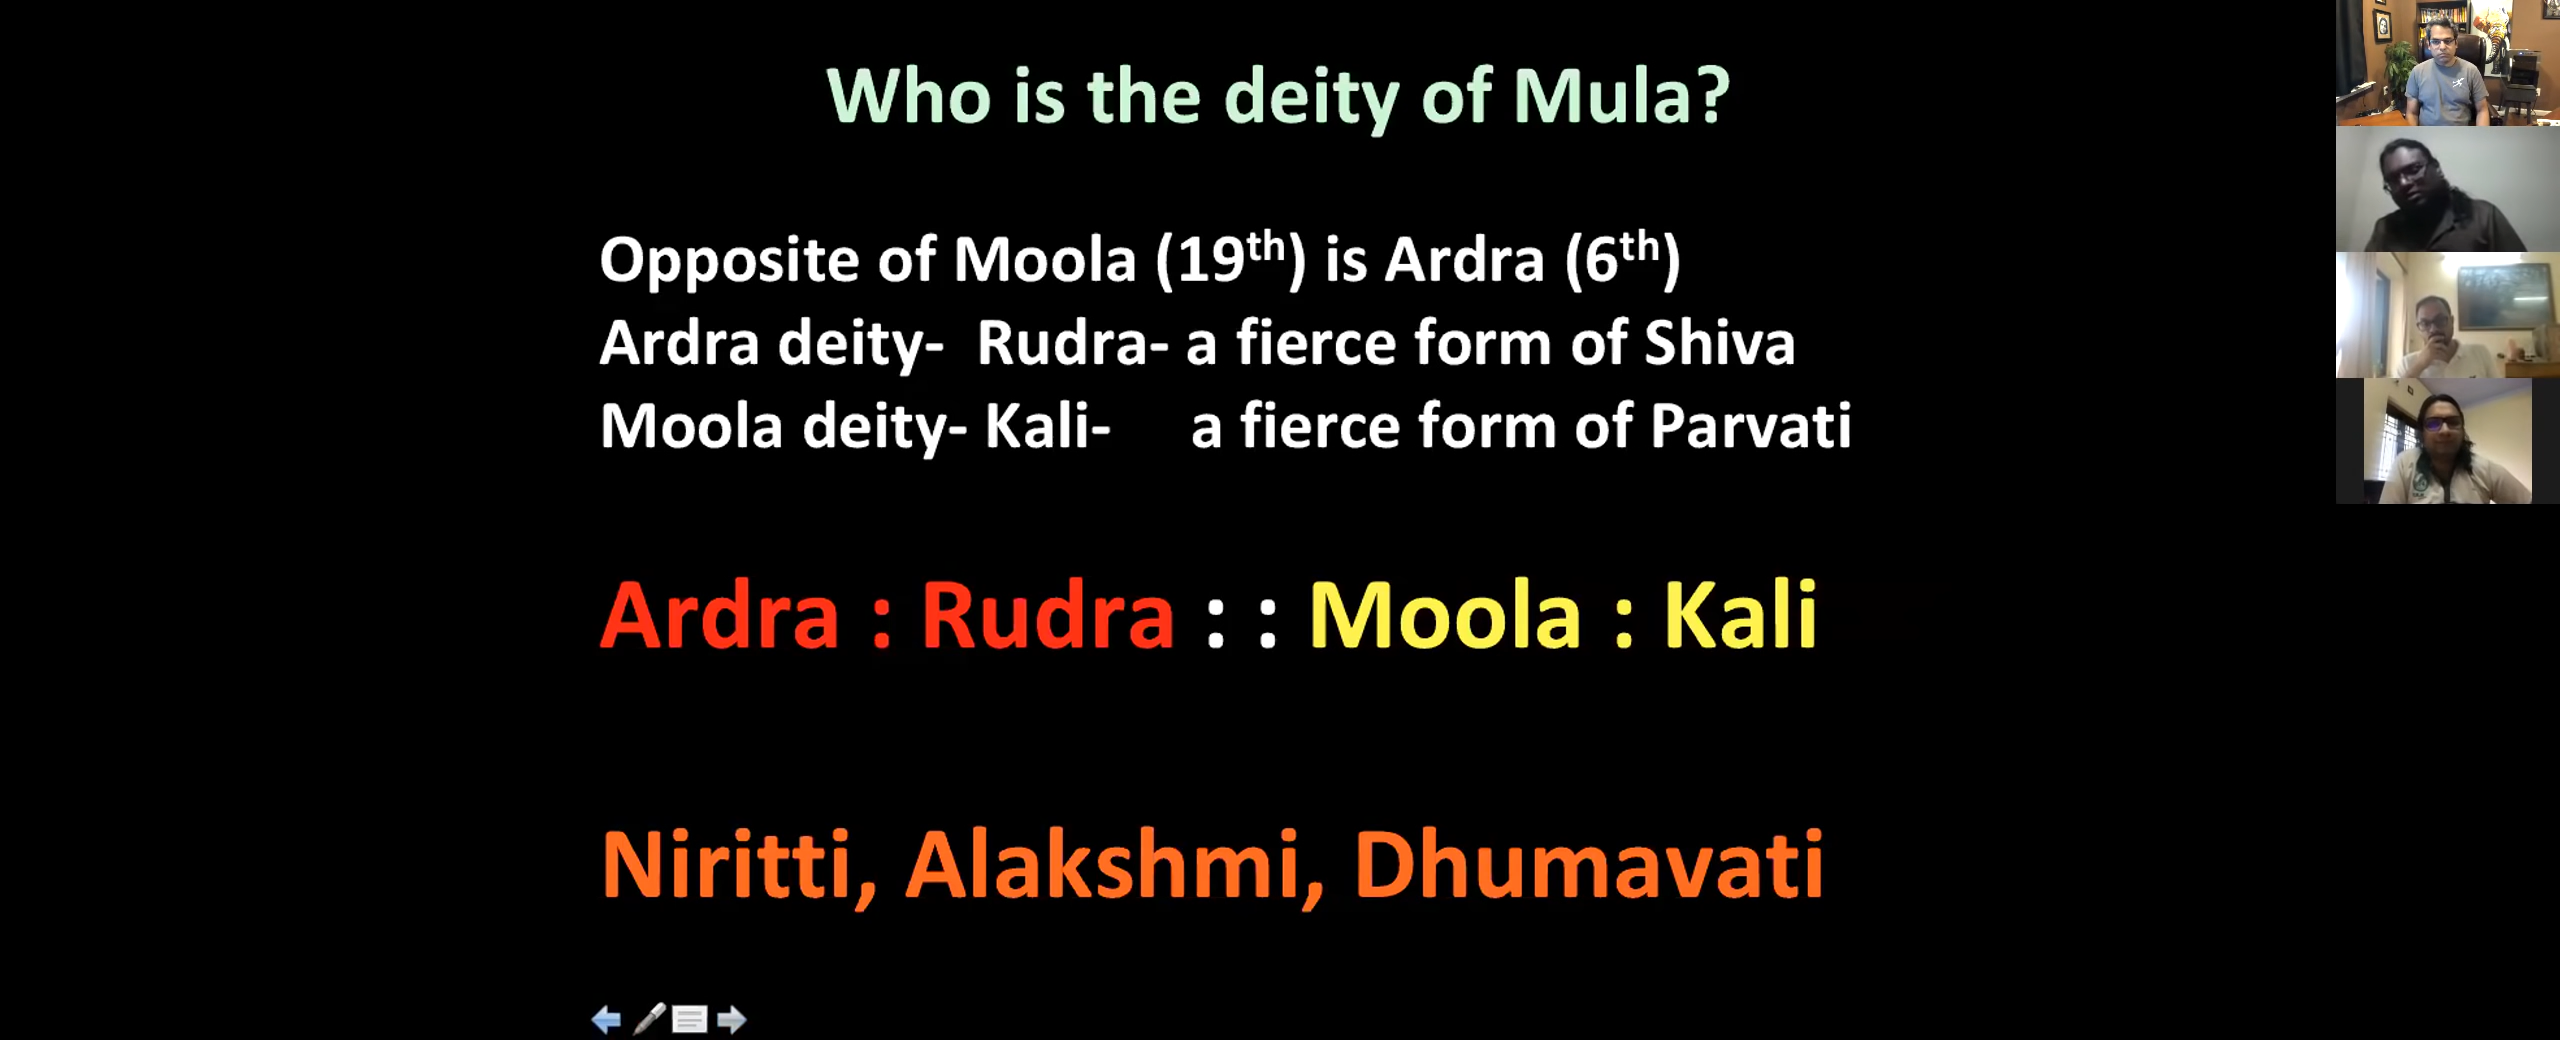 Who is the deity of Mula?
Opposite of Moola (19th) is Ardra (6th)
Ardra deity- Rudra- a fierce form of Shiva
Moola deity- Kali- a fierce form of Parvati
Ardra : Rudra : : Moola : Kali
Niritti, Alakshmi, Dhumavati